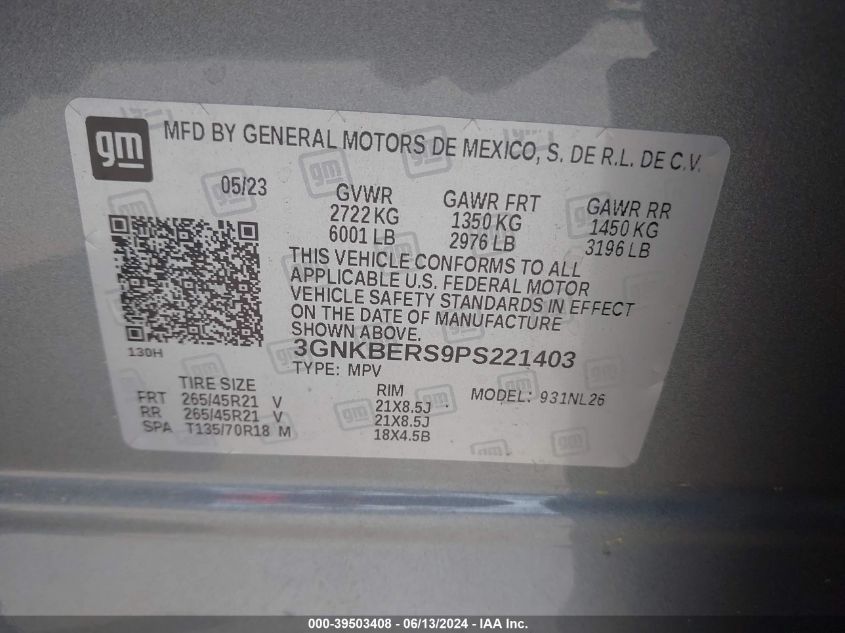 gm MFD BY GENERAL MOTORS DE MEXICO, S. DE R.L. DE C.V.
05/23
GVWR GAWR FRT GAWR RR
2722 KG 1350 KG 1450 KG
6001 LB 2976 LB 3196 LB
THIS VEHICLE CONFORMS TO ALL
APPLICABLE U.S. FEDERAL MOTOR
VEHICLE SAFETY STANDARDS IN EFFECT
ON THE DATE OF MANUFACTURE
SHOWN ABOVE.
130H
3GNKBERS9PS221403
TYPE: MPV
TIRE SIZE RIM MODEL: 931NL26
FRT 265/45R21 V 21X8.5J
RR 265/45R21 V 21X8.5J
SPA T135/70R18 M 18X4.5B
000-39503408 - 06/13/2024 - IAA Inc.